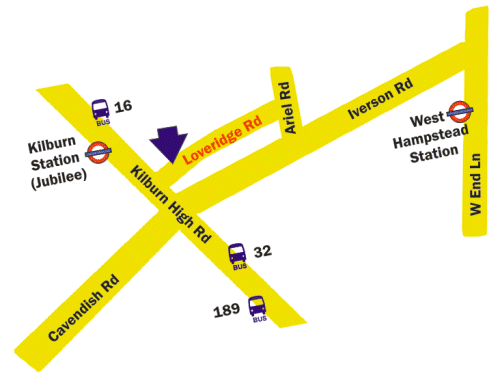 16
BUS
Kilburn
Station
(Jubilee)
Loveridge Rd
Ariel Rd
Iverson Rd
West
Hampstead
Station
W End Ln
Kilburn High Rd
32
BUS
189
BUS
Cavendish Rd